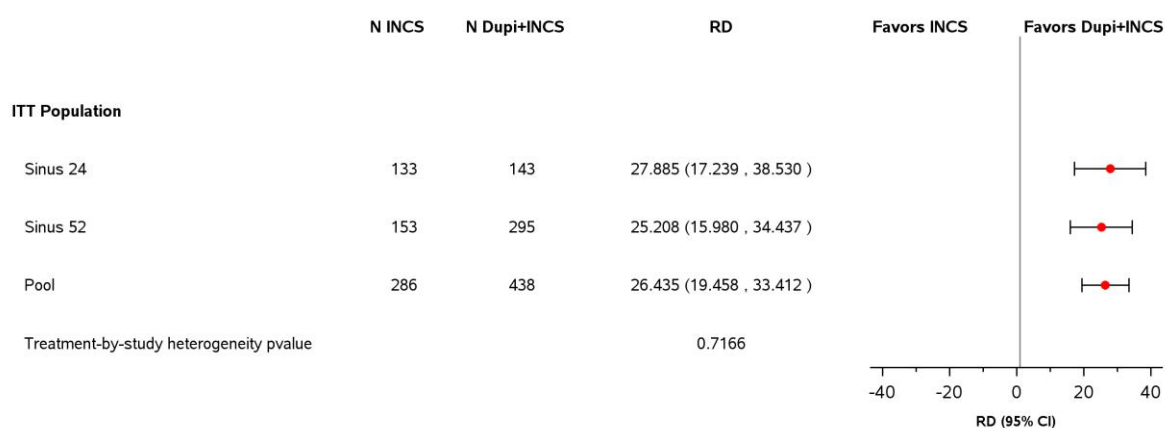 N INCS N Dupi+INCS RD Favors INCS Favors Dupi+INCS
ITT Population
Sinus 24 133 143 27.885 (17.239 , 38.530 )
Sinus 52 153 295 25.208 (15.980 , 34.437 )
Pool 286 438 26.435 (19.458 , 33.412 )
Treatment-by-study heterogeneity pvalue 0.7166
-40 -20 0 20 40
RD (95% CI)